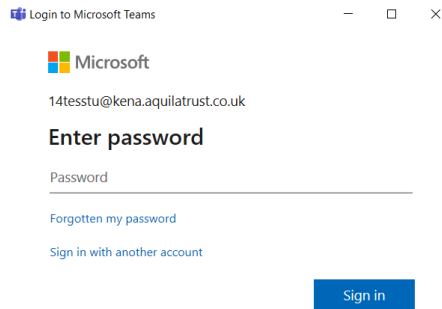 Login to Microsoft Teams
Microsoft
14tesstu@kena.aquilatrust.co.uk
Enter password
Password
Forgotten my password
Sign in with another account
Sign in